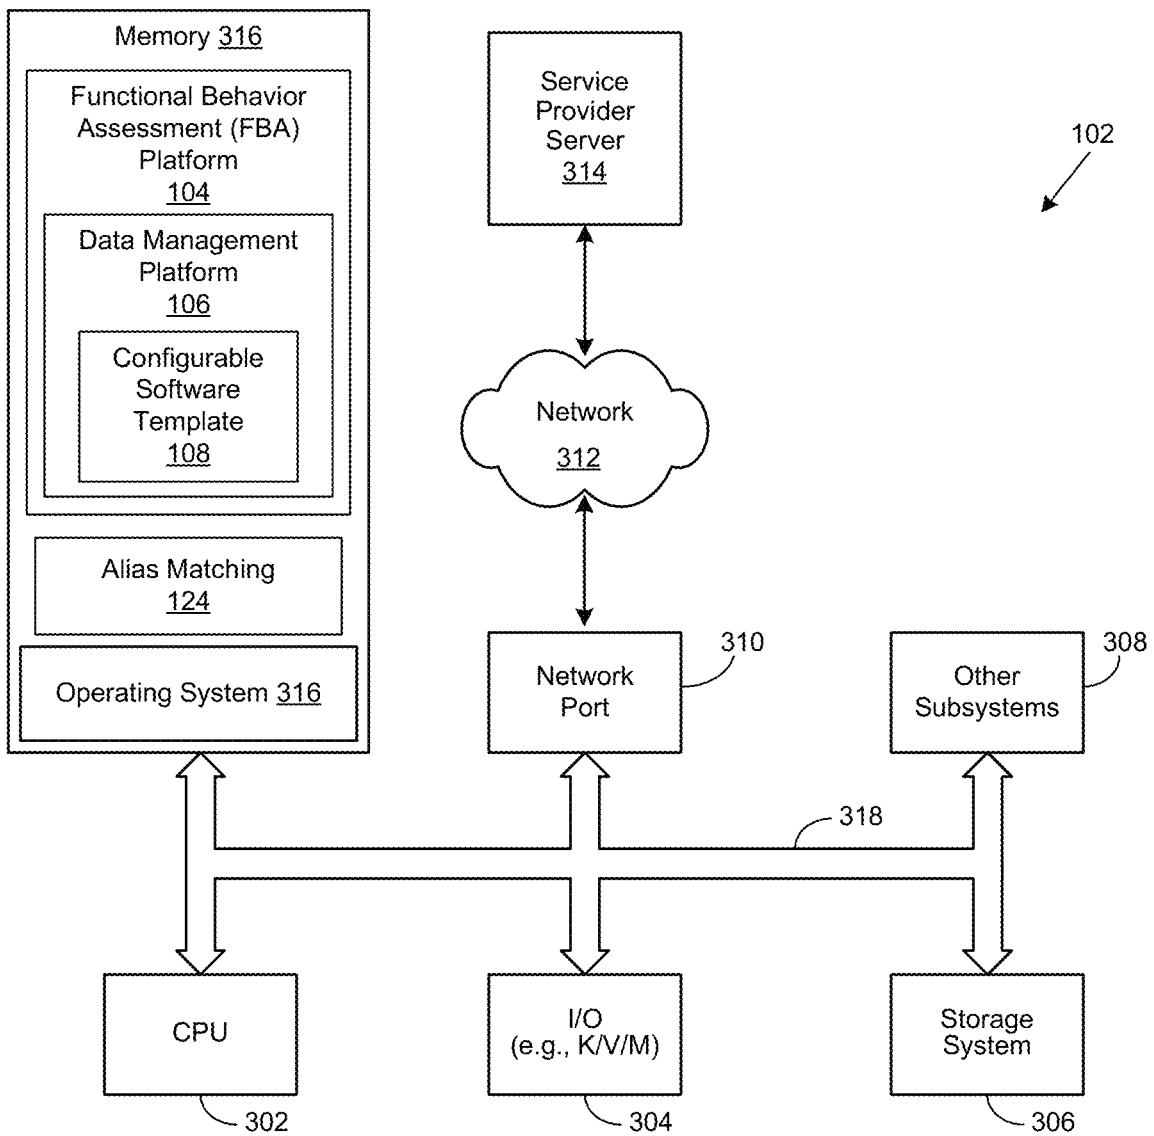 Memory 316
Functional Behavior
Assessment (FBA)
Platform
104
Data Management
Platform
106
Configurable
Software
Template
108
Alias Matching
124
Operating System 316
Service
Provider
Server
314
102
Network
312
Network
Port
310
Other
Subsystems
308
318
CPU
302
I/O
(e.g., K/V/M)
304
Storage
System
306